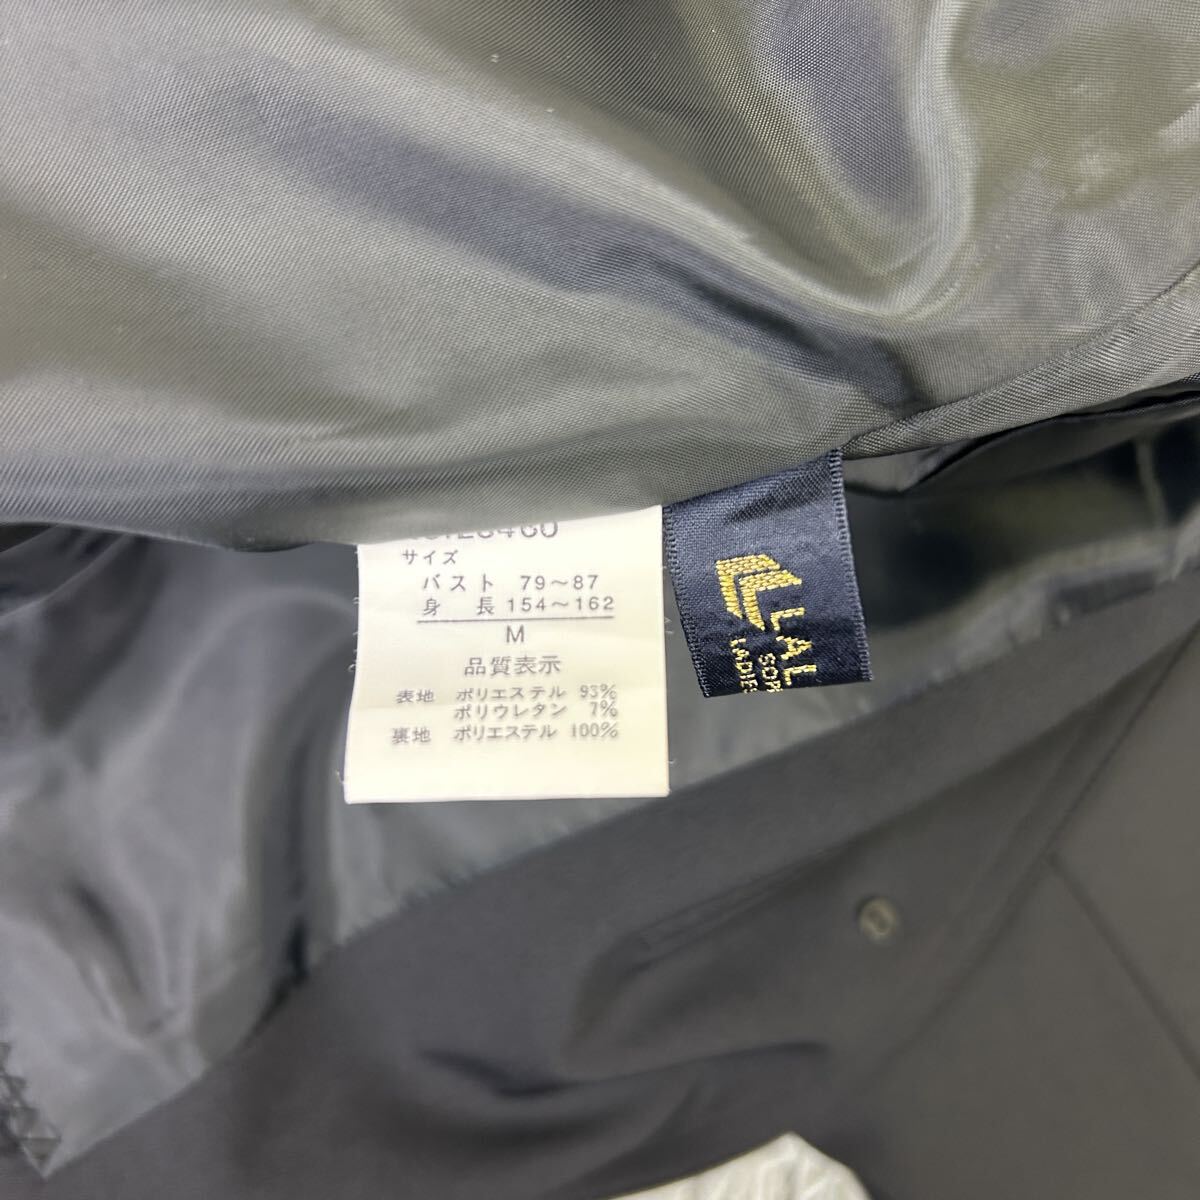 サイズ
バスト 79〜87
身長 154〜162
M
品質表示
表地 ポリエステル 93%
ポリウレタン 7%
裏地 ポリエステル 100%
LAL